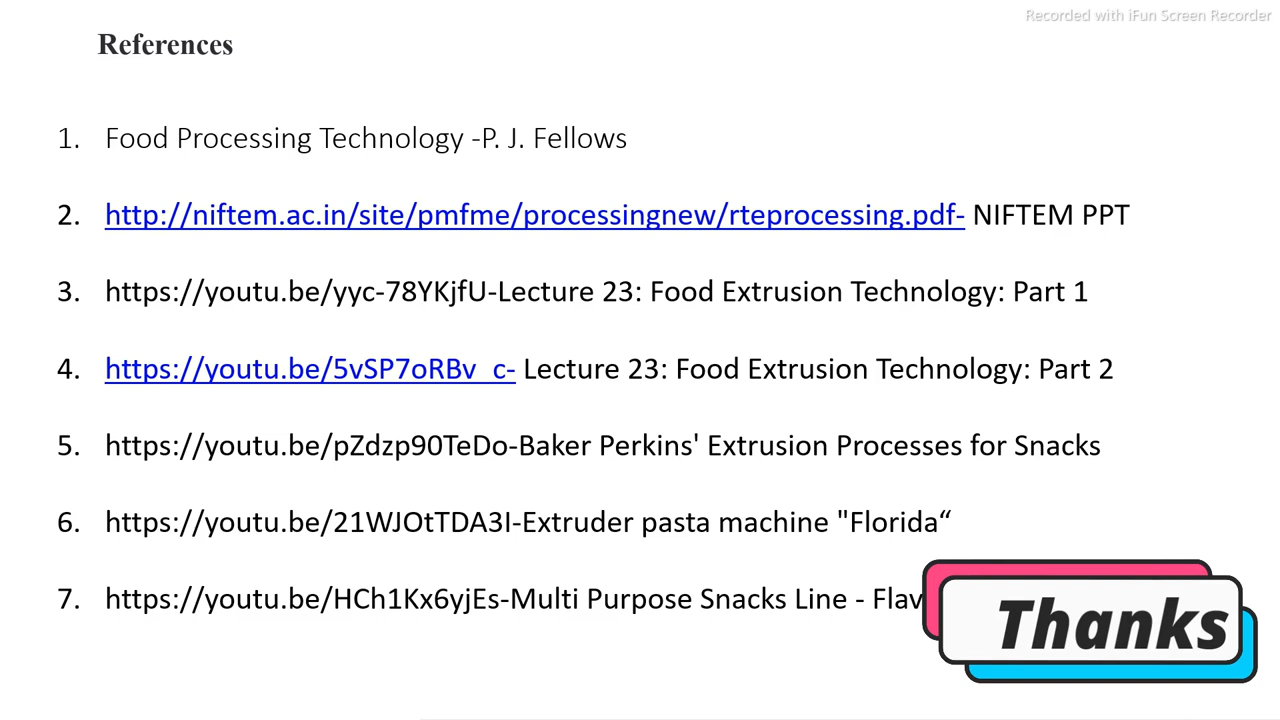 Recorded with iFun Screen Recorder
References
1. Food Processing Technology -P. J. Fellows
2. http://niftem.ac.in/site/pmfme/processingnew/rteprocessing.pdf- NIFTEM PPT
3. https://youtu.be/yyc-78YKjfU-Lecture 23: Food Extrusion Technology: Part 1
4. https://youtu.be/5vSP7oRBv_c- Lecture 23: Food Extrusion Technology: Part 2
5. https://youtu.be/pZdzp90TeDo-Baker Perkins' Extrusion Processes for Snacks
6. https://youtu.be/21WJOtTDA3I-Extruder pasta machine "Florida“
7. https://youtu.be/HCh1Kx6yjEs-Multi Purpose Snacks Line -
Thanks